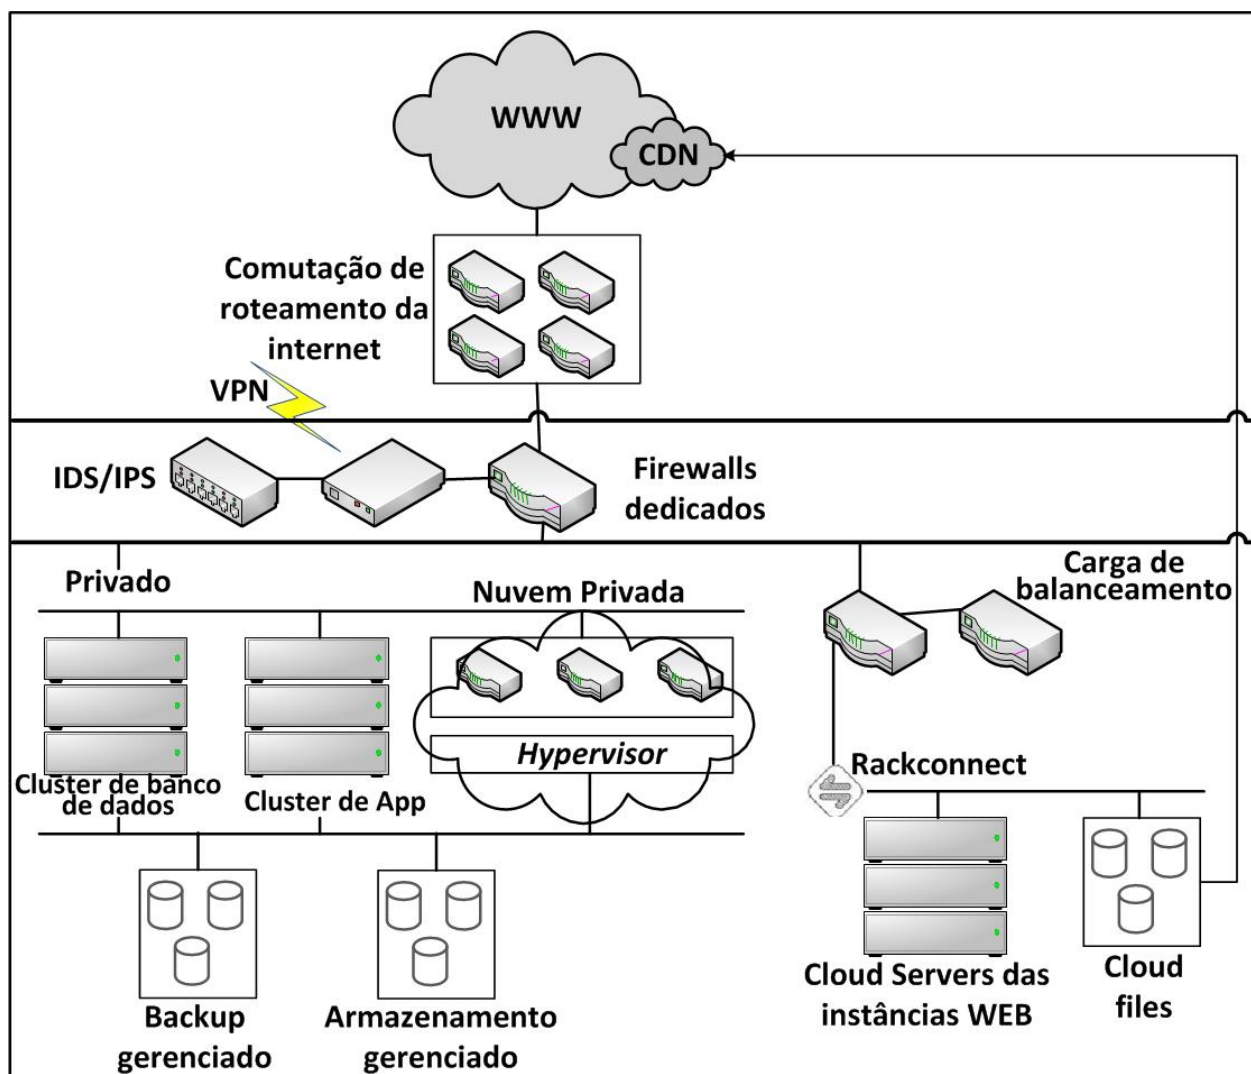 WWW
CDN
Comutação de
roteamento da
internet
VPN
IDS/IPS
Firewalls
dedicados
Privado
Nuvem Privada
Carga de
balanceamento
Hypervisor
Rackconnect
Cluster de banco
de dados
Cluster de App
Cloud Servers das
instâncias WEB
Cloud
files
Backup
gerenciado
Armazenamento
gerenciado